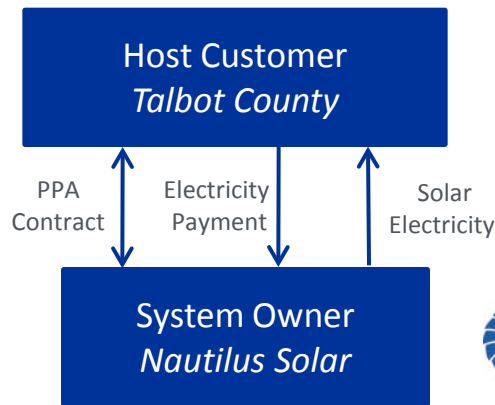 Host Customer
Talbot County
PPA
Contract
Electricity
Payment
Solar
Electricity
System Owner
Nautilus Solar